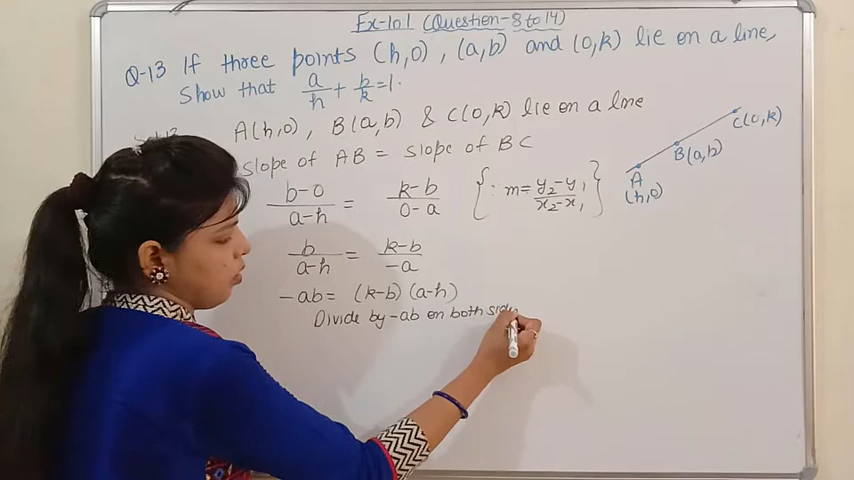 Ex-10.1 (Question-8 to 14)
Q-13 If three points (h,0), (a,b) and (0,k) lie on a line,
Show that a/h + b/k = 1.
A(h,0), B(a,b) & C(0,k) lie on a line
slope of AB = slope of BC
b-0/a-h = k-b/0-a {∵ m = y₂-y₁/x₂-x₁}
b/a-h = k-b/-a
-ab = (k-b)(a-h)
Divide by -ab on both
A
(h,0)
B(a,b)
C(0,k)